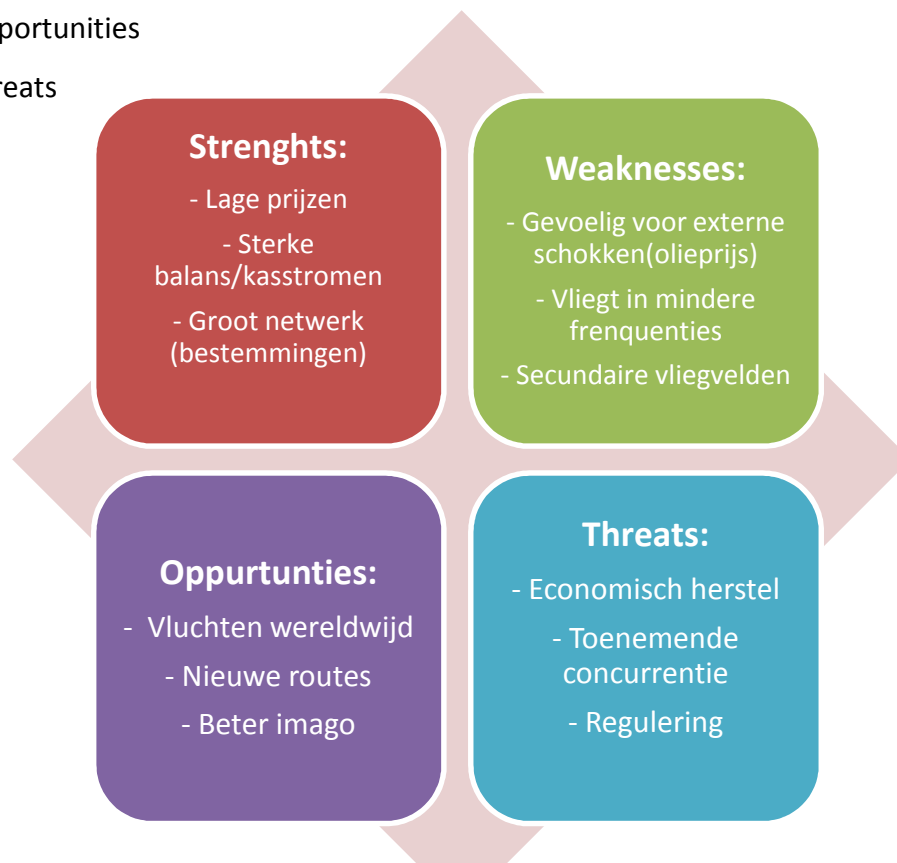 pportunities
reats
Strenghts:
- Lage prijzen
- Sterke
balans/kasstromen
- Groot netwerk
(bestemmingen)
Weaknesses:
- Gevoelig voor externe
schokken(olieprijs)
- Vliegt in mindere
frenquenties
- Secundaire vliegvelden
Oppurtunties:
- Vluchten wereldwijd
- Nieuwe routes
- Beter imago
Threats:
- Economisch herstel
- Toenemende
concurrentie
- Regulering